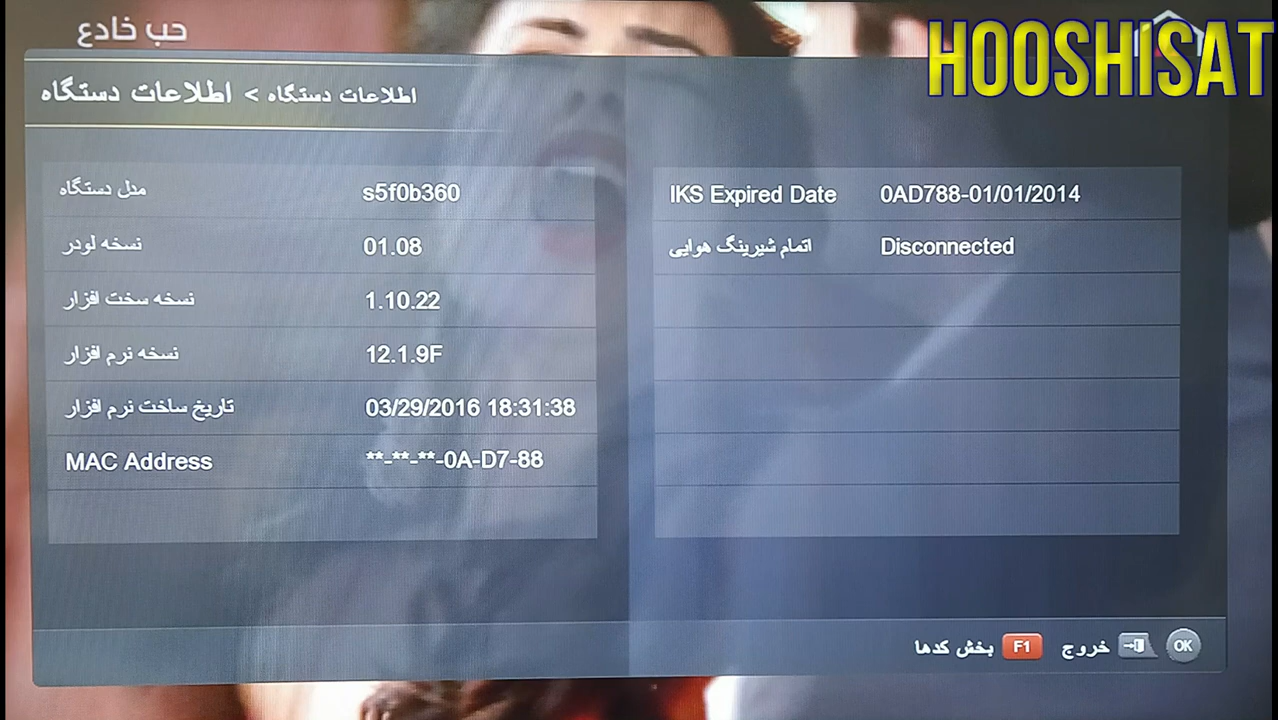 حب خادع
HOOSHISAT
اطلاعات دستگاه > اطلاعات دستگاه
مدل دستگاه s5f0b360
نسخه لودر 01.08
نسخه سخت افزار 1.10.22
نسخه نرم افزار 12.1.9F
تاریخ ساخت نرم افزار 03/29/2016 18:31:38
MAC Address **-**-**-0A-D7-88
IKS Expired Date 0AD788-01/01/2014
اتمام شیرینگ هوایی Disconnected
بخش کدها F1 خروج OK